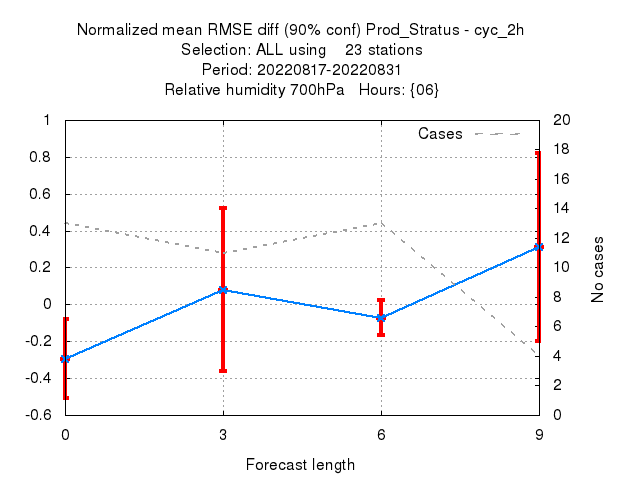 Normalized mean RMSE diff (90% conf) Prod_Stratus - cyc_2h
Selection: ALL using    23 stations
Period: 20220817-20220831
Relative humidity 700hPa   Hours: {06}
Cases
1
0.8
0.6
0.4
0.2
0
-0.2
-0.4
-0.6
20
18
16
14
12
10
8
6
4
2
0
No cases
0 3 6 9
Forecast length